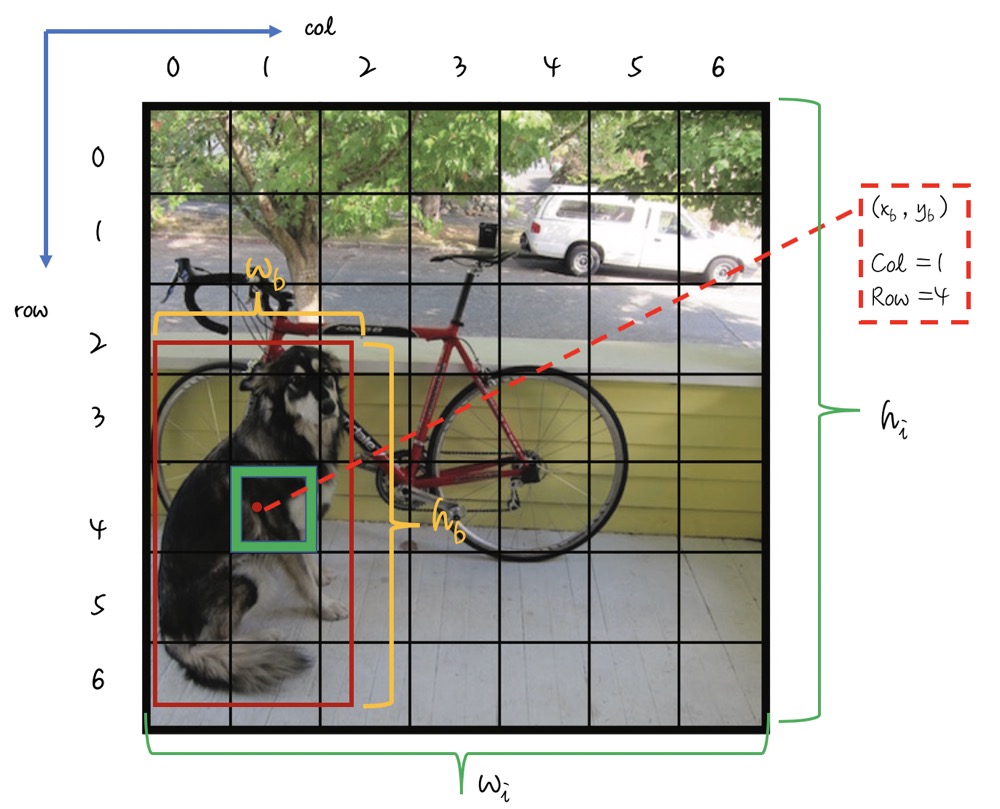 col
0 1 2 3 4 5 6
0
1
2
3
4
5
6
row
w_b
h_b
(x_b, y_b)
Col = 1
Row = 4
h_i
w_i